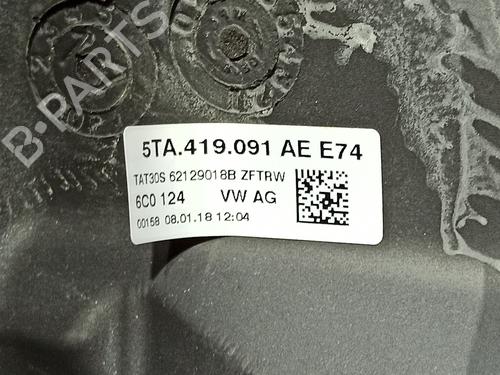 B-PARTS
5TA.419.091 AE E74
TAT30S 62129018B ZFTRW
6C0 124 VW AG
00158 08.01.18 12:04